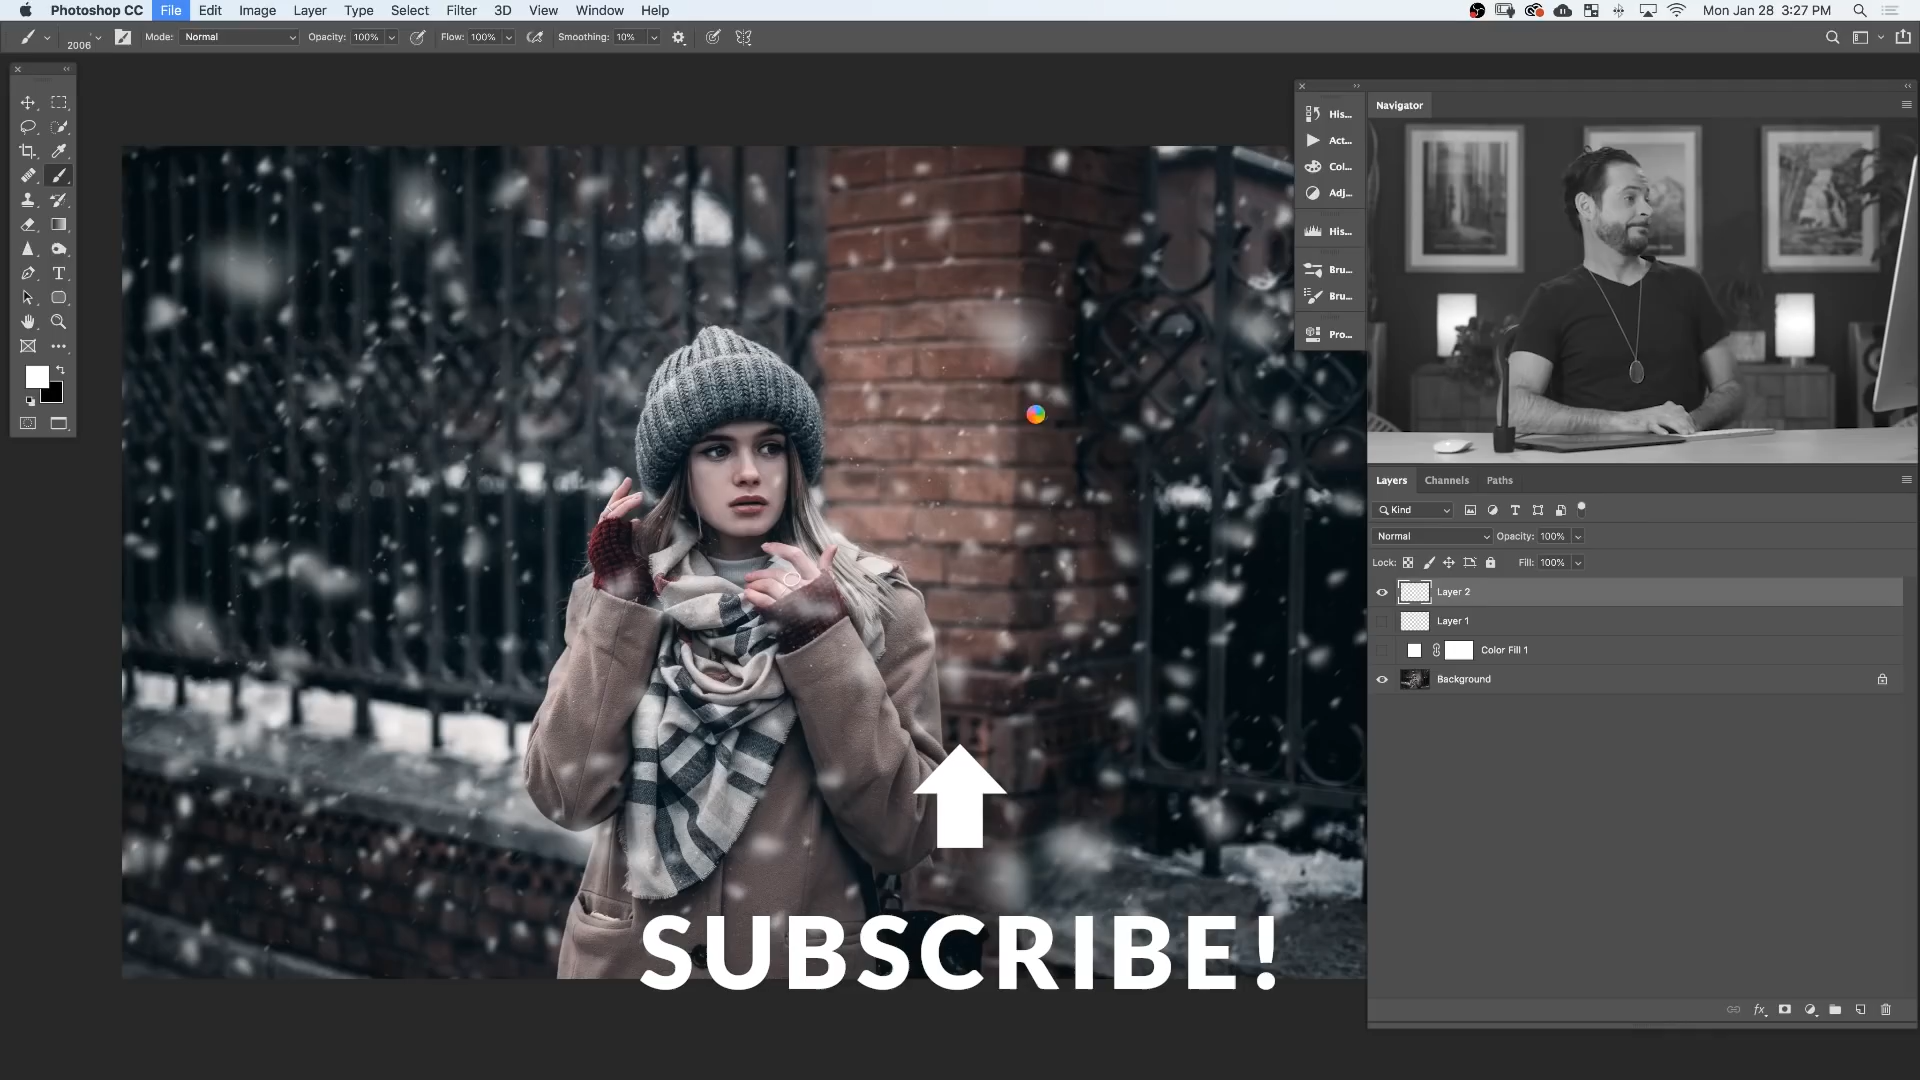 Photoshop CC File Edit Image Layer Type Select Filter 3D View Window Help Mon Jan 28 3:27 PM
2006 Mode: Normal Opacity: 100% Flow: 100% Smoothing: 10%
Navigator
His...
Act...
Col...
Adj...
His...
Bru...
Bru...
Pro...
Layers Channels Paths
Kind
Normal Opacity: 100%
Lock: Fill: 100%
Layer 2
Layer 1
Color Fill 1
Background
SUBSCRIBE!
fx